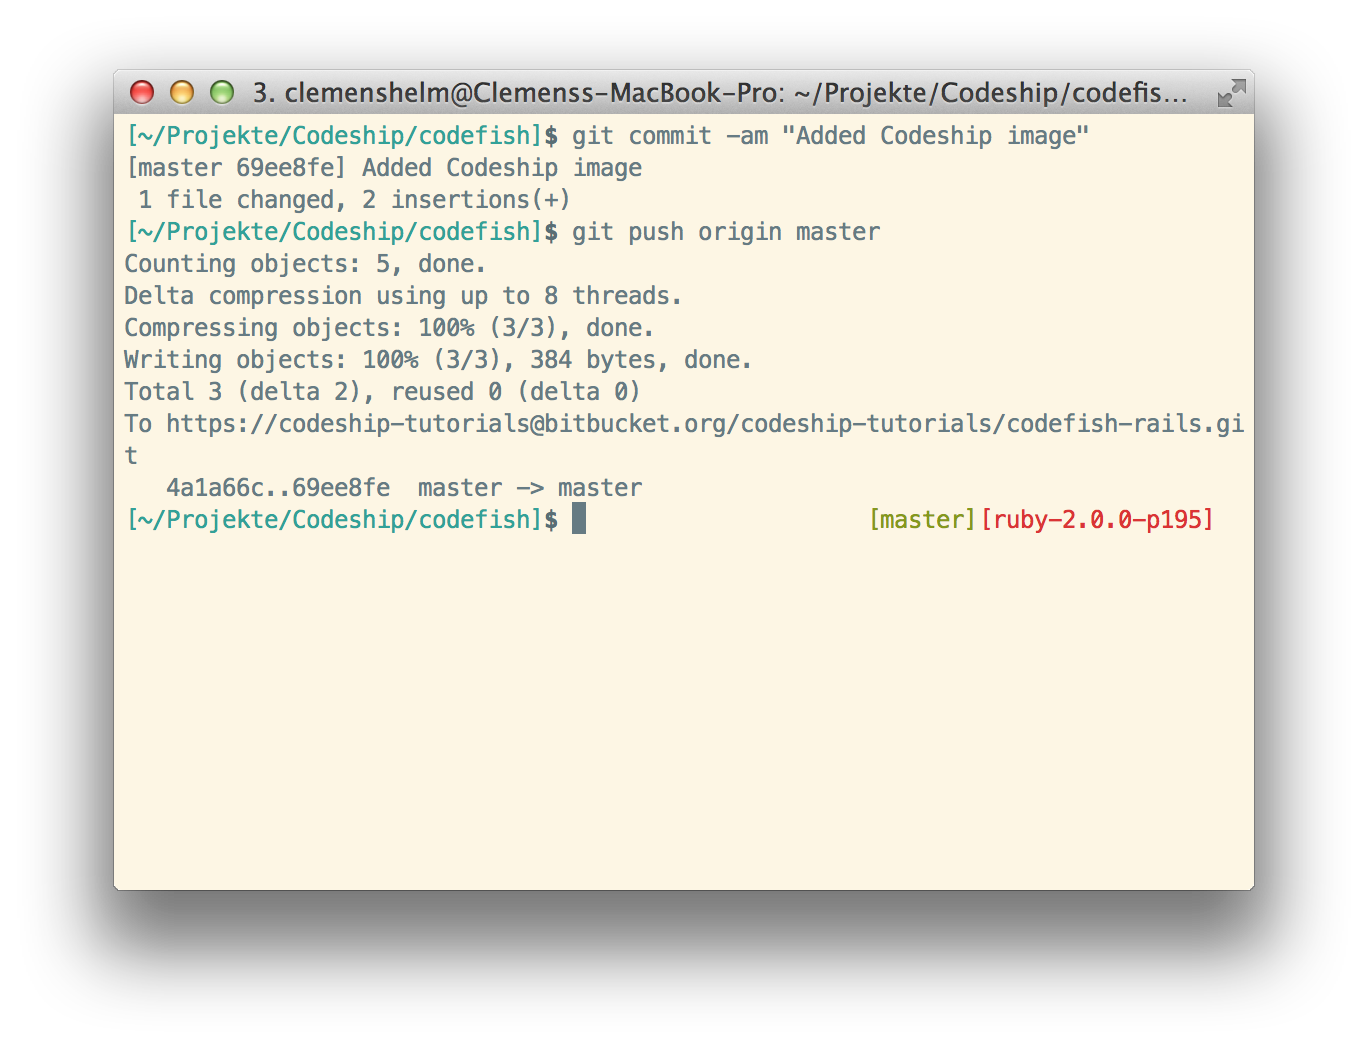 3. clemenshelm@Clemenss-MacBook-Pro: ~/Projekte/Codeship/codefis...
[~/Projekte/Codeship/codefish]$ git commit -am "Added Codeship image"
[master 69ee8fe] Added Codeship image
 1 file changed, 2 insertions(+)
[~/Projekte/Codeship/codefish]$ git push origin master
Counting objects: 5, done.
Delta compression using up to 8 threads.
Compressing objects: 100% (3/3), done.
Writing objects: 100% (3/3), 384 bytes, done.
Total 3 (delta 2), reused 0 (delta 0)
To https://codeship-tutorials@bitbucket.org/codeship-tutorials/codefish-rails.gi
t
   4a1a66c..69ee8fe  master -> master
[~/Projekte/Codeship/codefish]$ [master][ruby-2.0.0-p195]